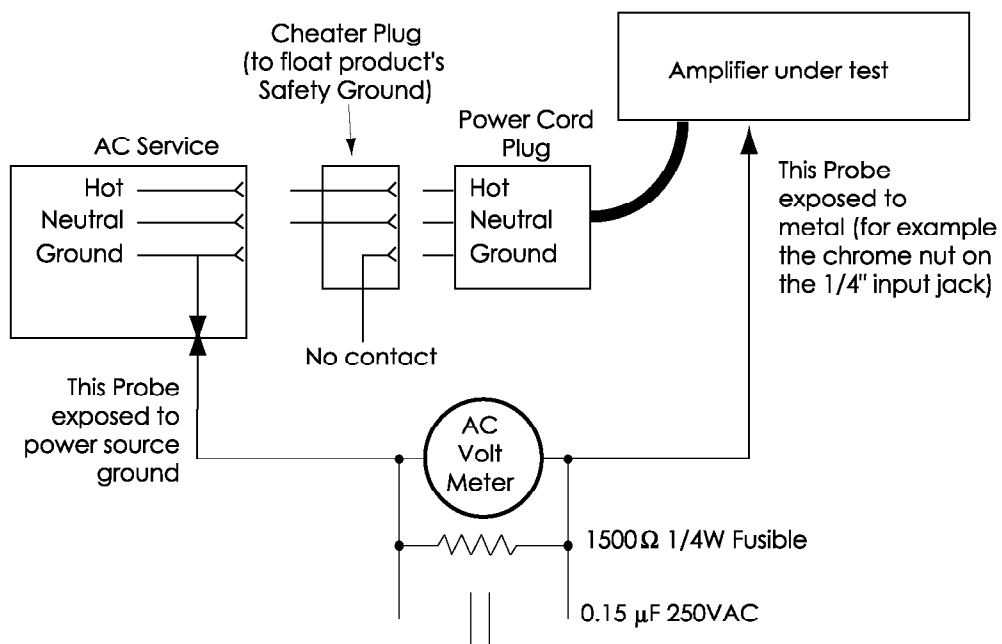 Cheater Plug
(to float product's
Safety Ground)
Amplifier under test
Power Cord
Plug
AC Service
Hot
Neutral
Ground
Hot
Neutral
Ground
This Probe
exposed to
metal (for example
the chrome nut on
the 1/4" input jack)
No contact
This Probe
exposed to
power source
ground
AC
Volt
Meter
1500Ω 1/4W Fusible
0.15 µF 250VAC